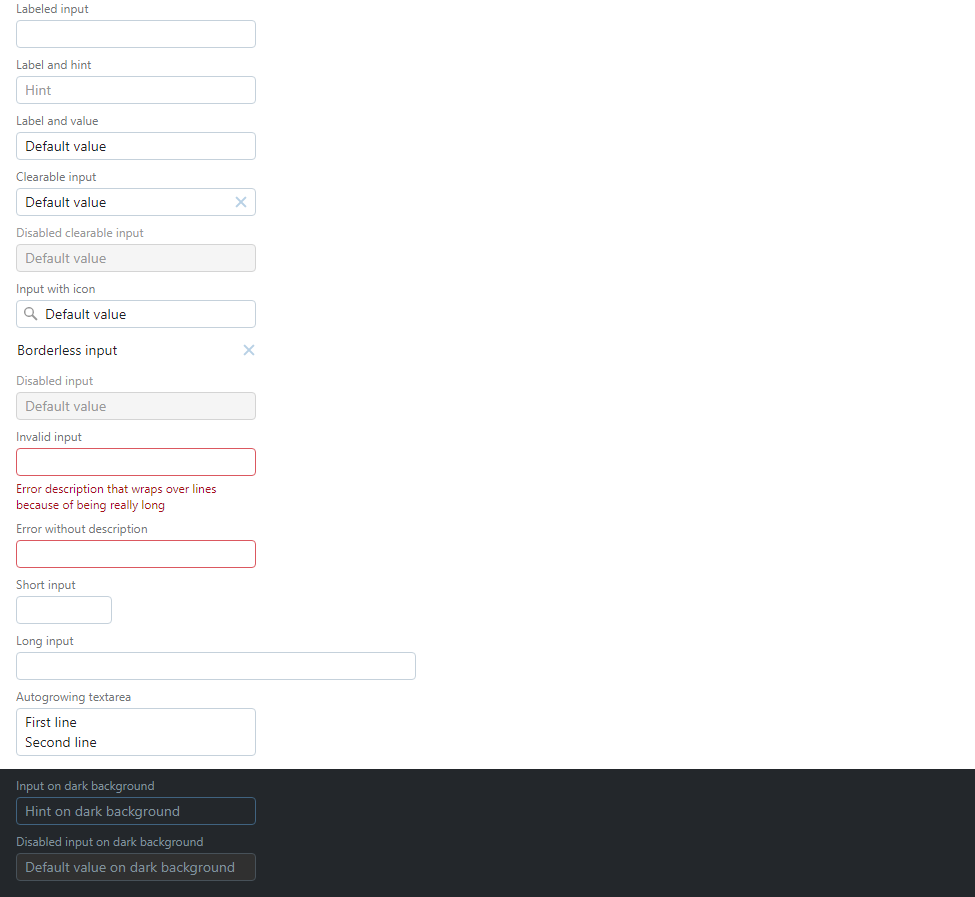 Labeled input
Label and hint
Hint
Label and value
Default value
Clearable input
Default value
Disabled clearable input
Default value
Input with icon
Default value
Borderless input
Disabled input
Default value
Invalid input
Error description that wraps over lines
because of being really long
Error without description
Short input
Long input
Autogrowing textarea
First line
Second line
Input on dark background
Hint on dark background
Disabled input on dark background
Default value on dark background